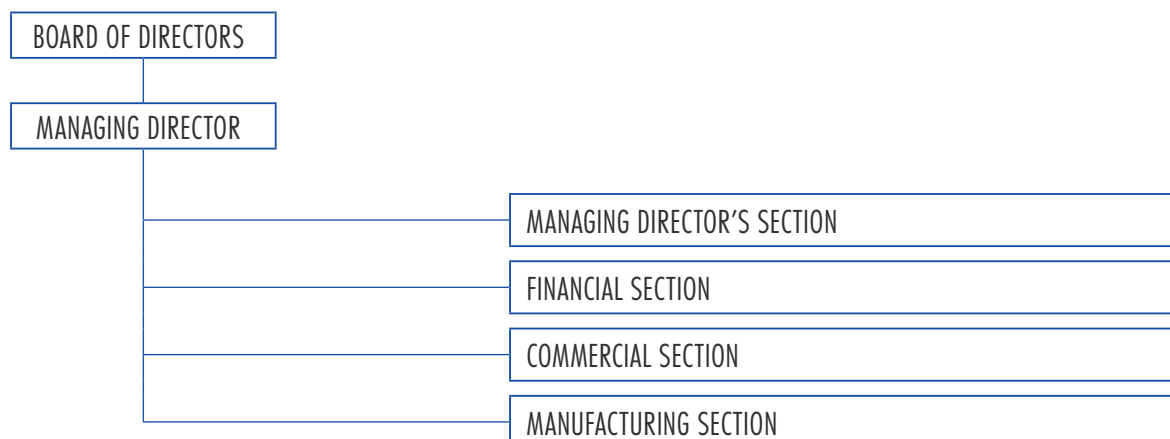 BOARD OF DIRECTORS
MANAGING DIRECTOR
MANAGING DIRECTOR'S SECTION
FINANCIAL SECTION
COMMERCIAL SECTION
MANUFACTURING SECTION